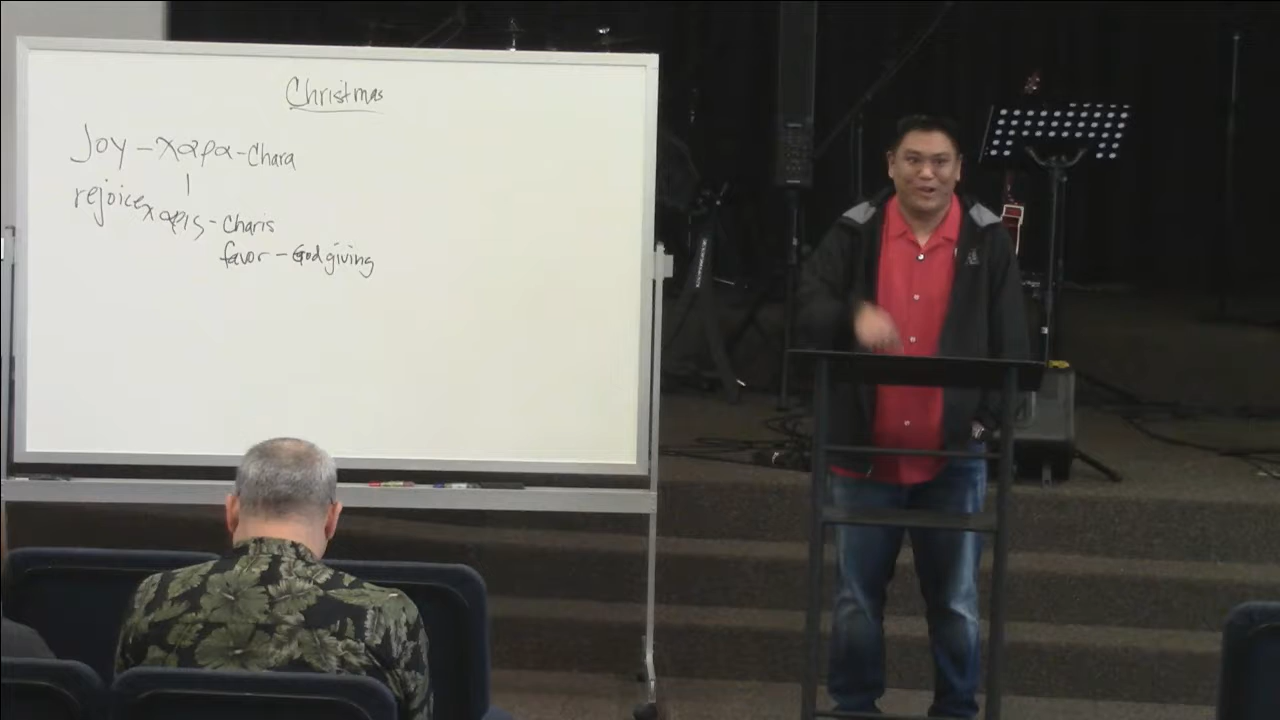 Christmas
Joy - χαρα - Chara
rejoice χαρις - Charis
favor - God giving